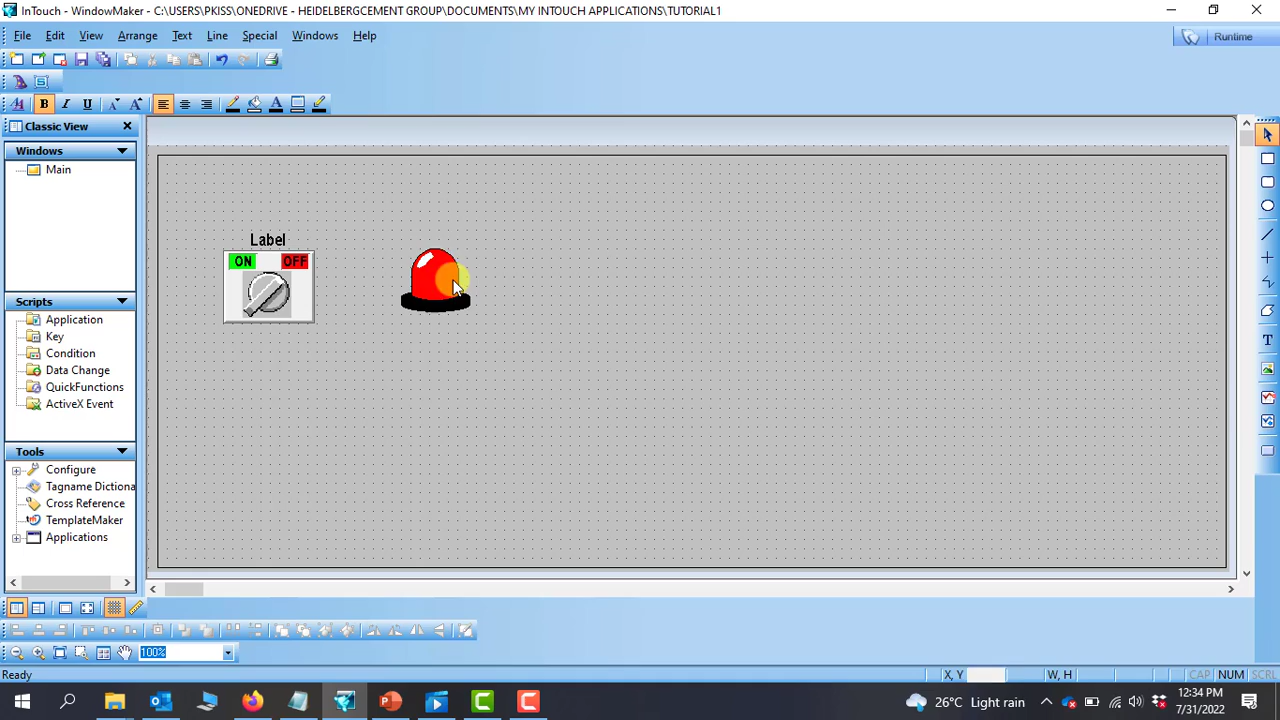 InTouch - WindowMaker - C:\USERS\PKISS\ONEDRIVE - HEIDELBERGCEMENT GROUP\DOCUMENTS\MY INTOUCH APPLICATIONS\TUTORIAL1
File Edit View Arrange Text Line Special Windows Help
Runtime
B I U A A A
Classic View
Windows
Main
Label
ON OFF
Scripts
Application
Key
Condition
Data Change
QuickFunctions
ActiveX Event
Tools
Configure
Tagname Dictiona
Cross Reference
TemplateMaker
Applications
T
100%
Ready
X, Y
W, H
CAP NUM SCRL
26°C Light rain
12:34 PM
7/31/2022